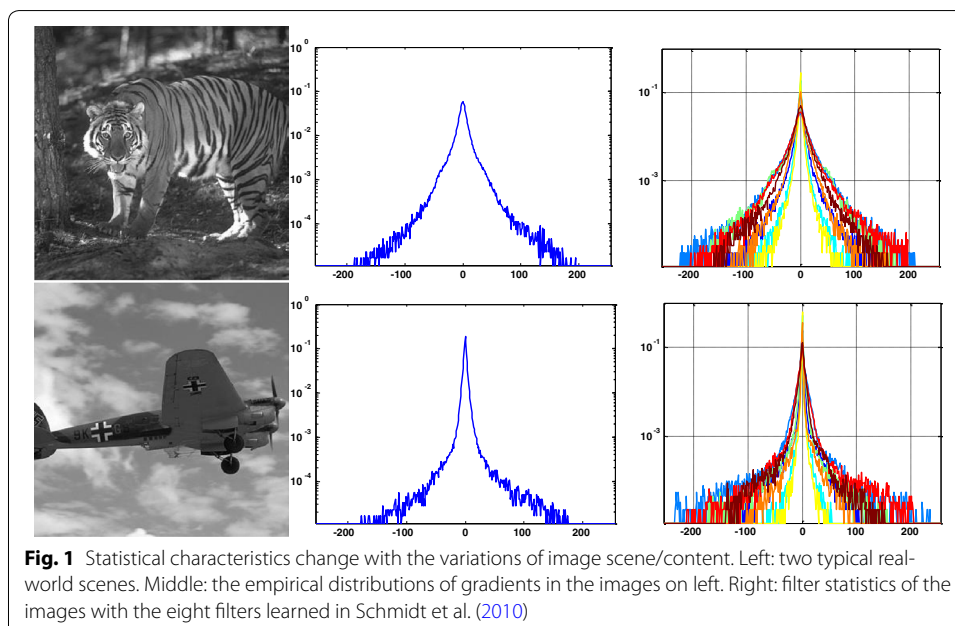 10^0
10^-1
10^-2
10^-3
10^-4
-200 -100 0 100 200
10^-1
10^-3
-200 -100 0 100 200
10^0
10^-1
10^-2
10^-3
10^-4
-200 -100 0 100 200
10^-1
10^-3
-200 -100 0 100 200
Fig. 1 Statistical characteristics change with the variations of image scene/content. Left: two typical real-
world scenes. Middle: the empirical distributions of gradients in the images on left. Right: filter statistics of the
images with the eight filters learned in Schmidt et al. (2010)